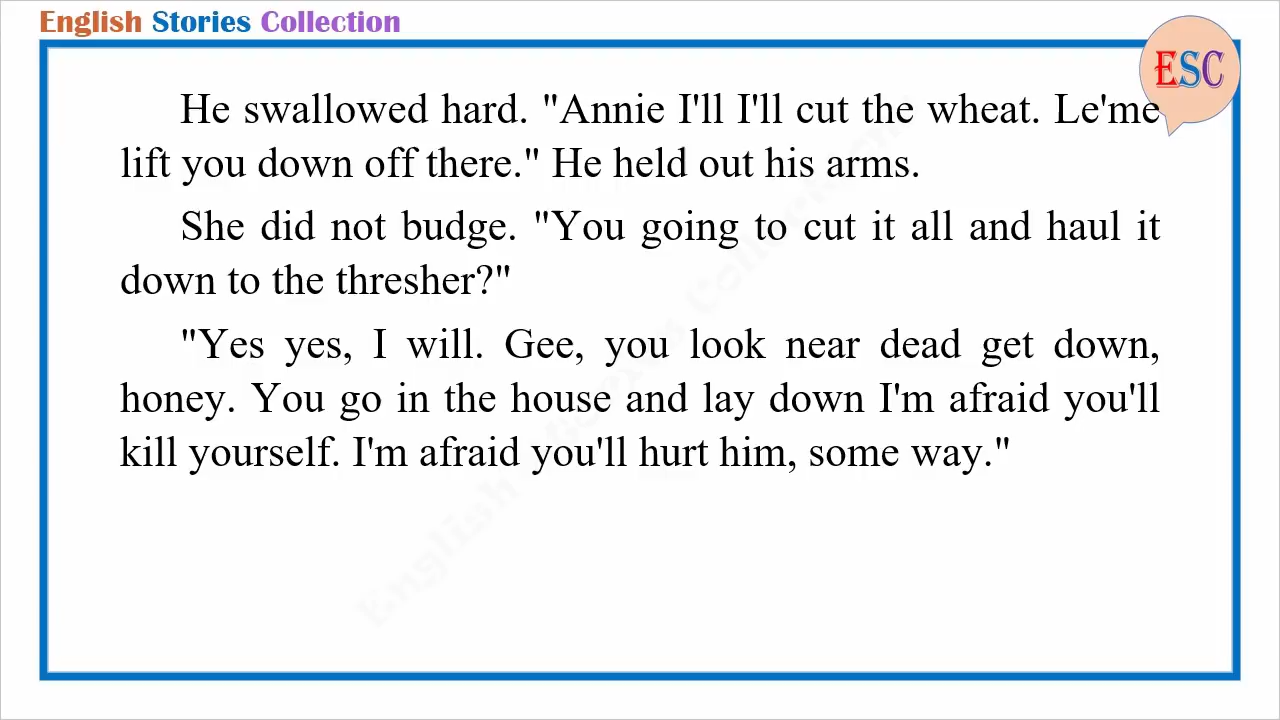 English Stories Collection
ESC
He swallowed hard. "Annie I'll I'll cut the wheat. Le'me
lift you down off there." He held out his arms.
She did not budge. "You going to cut it all and haul it
down to the thresher?"
"Yes yes, I will. Gee, you look near dead get down,
honey. You go in the house and lay down I'm afraid you'll
kill yourself. I'm afraid you'll hurt him, some way."
English Stories Collection